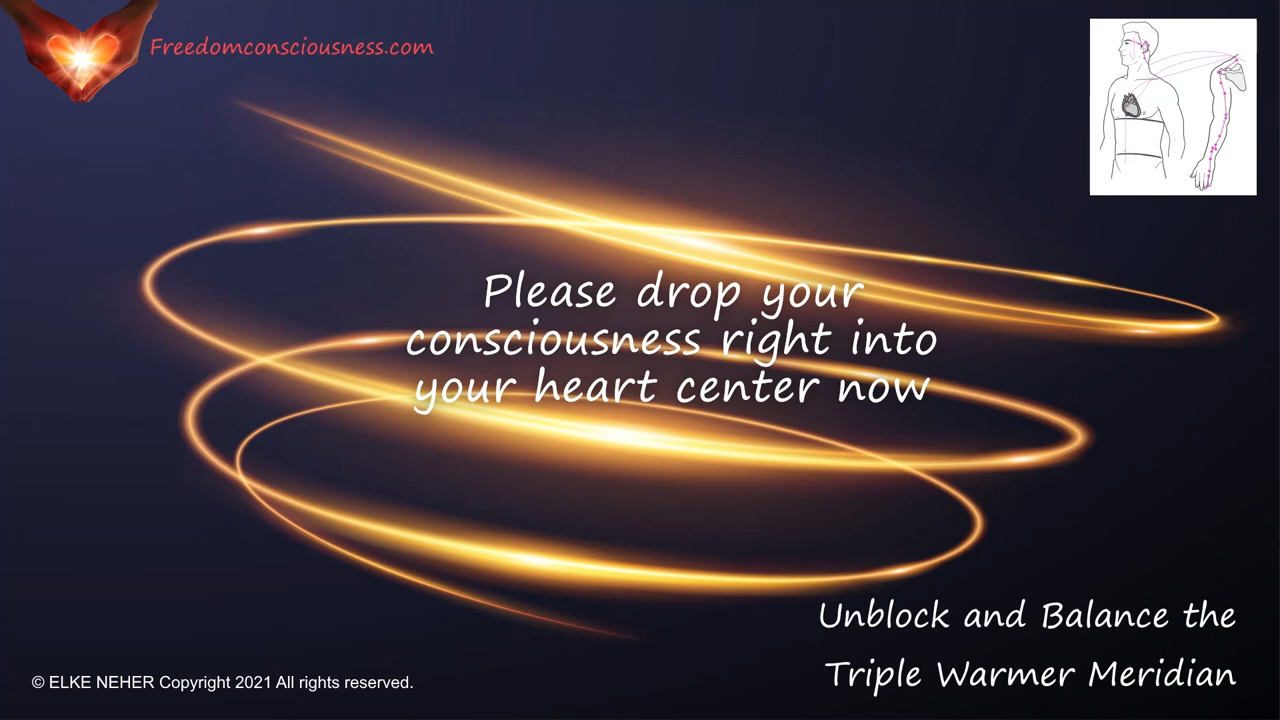 Freedomconsciousness.com
Please drop your
consciousness right into
your heart center now
Unblock and Balance the
Triple Warmer Meridian
© ELKE NEHER Copyright 2021 All rights reserved.